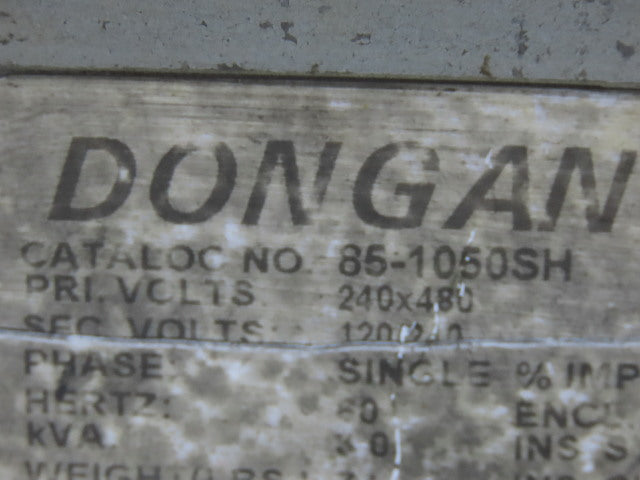 DONGAN
CATALOG NO. 85-1050SH
PRI. VOLTS 240x480
SEC. VOLTS: 120/240
PHASE: SINGLE % IMP
HERTZ: 60 ENCL
kVA INS S